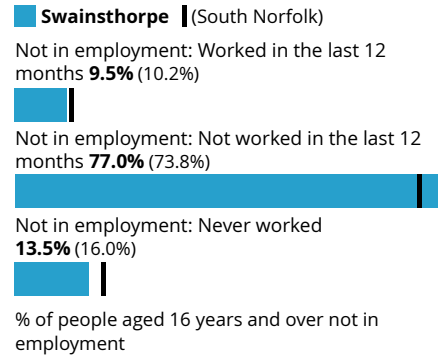 Swainsthorpe (South Norfolk)
Not in employment: Worked in the last 12
months 9.5% (10.2%)
Not in employment: Not worked in the last 12
months 77.0% (73.8%)
Not in employment: Never worked
13.5% (16.0%)
% of people aged 16 years and over not in
employment